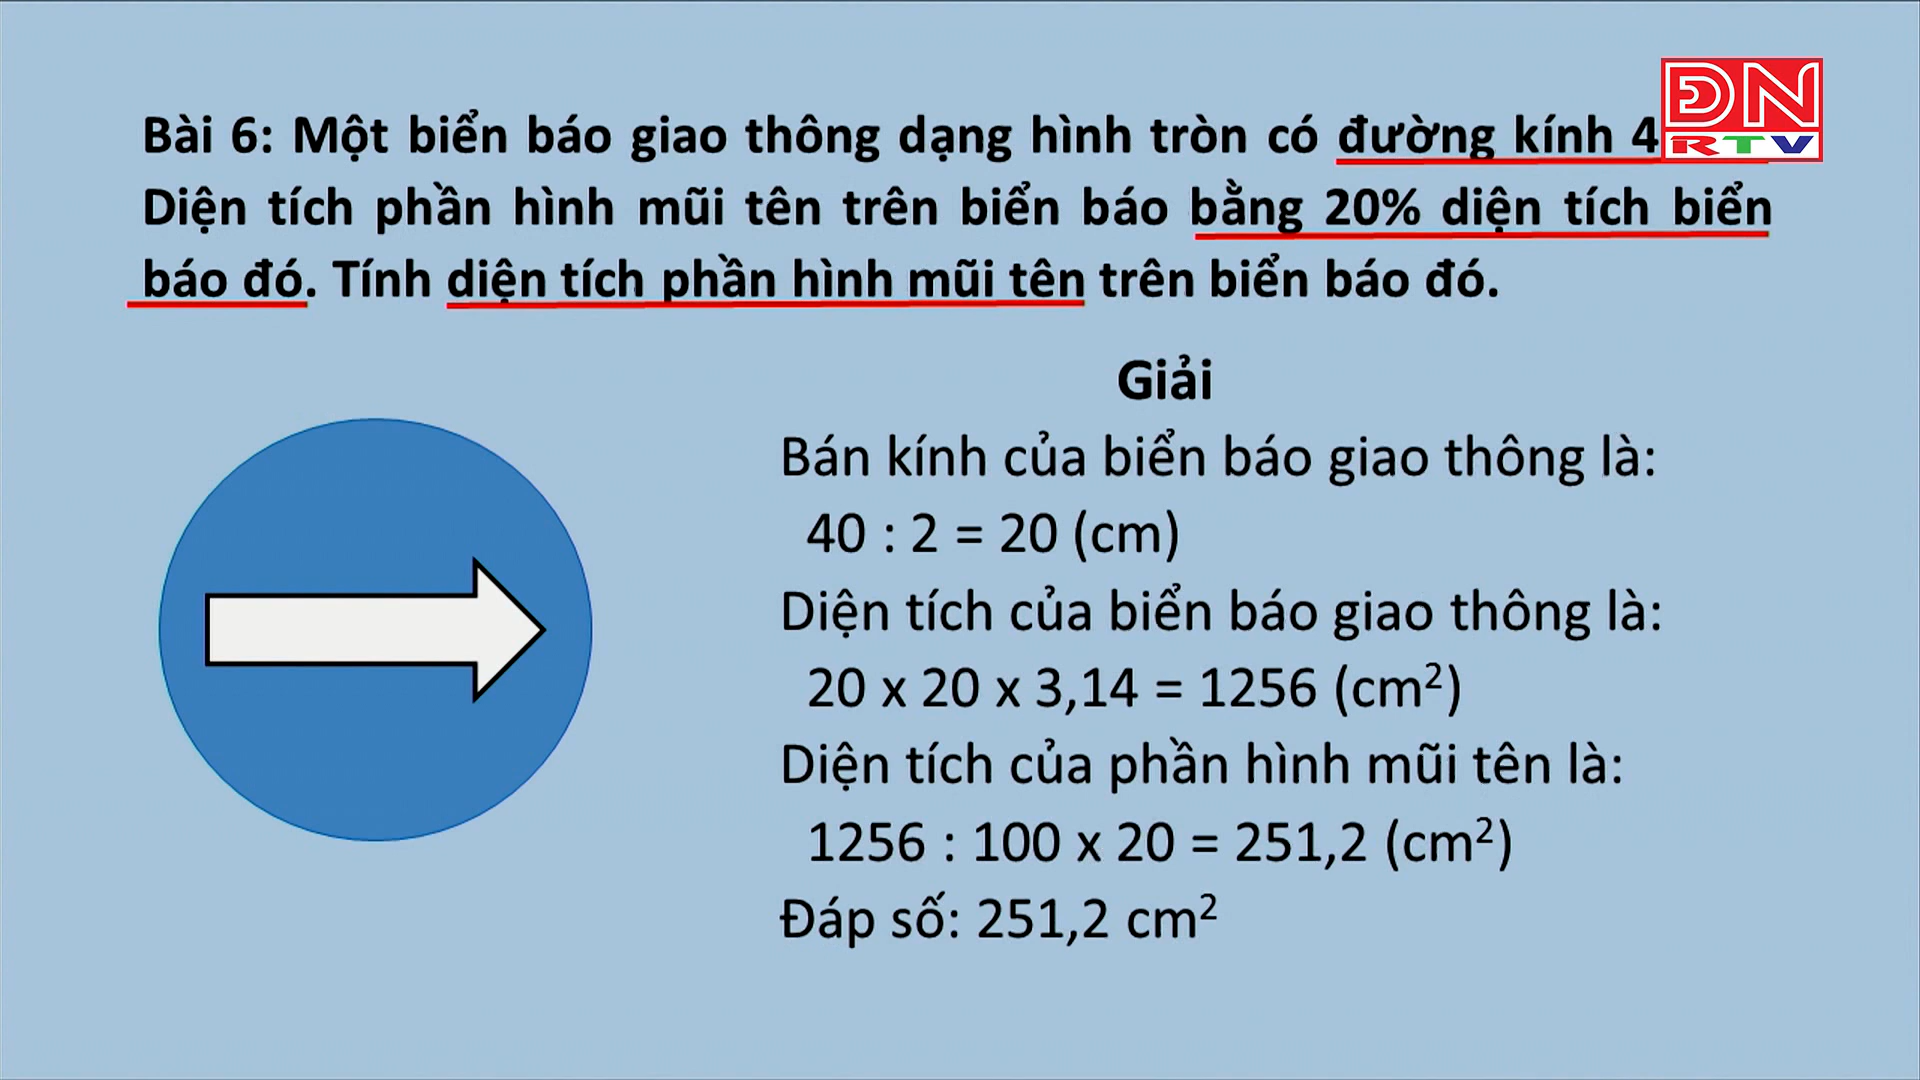 Bài 6: Một biển báo giao thông dạng hình tròn có đường kính 4
Diện tích phần hình mũi tên trên biển báo bằng 20% diện tích biển
báo đó. Tính diện tích phần hình mũi tên trên biển báo đó.
Giải
Bán kính của biển báo giao thông là:
40 : 2 = 20 (cm)
Diện tích của biển báo giao thông là:
20 x 20 x 3,14 = 1256 (cm²)
Diện tích của phần hình mũi tên là:
1256 : 100 x 20 = 251,2 (cm²)
Đáp số: 251,2 cm²
ĐN
RTV